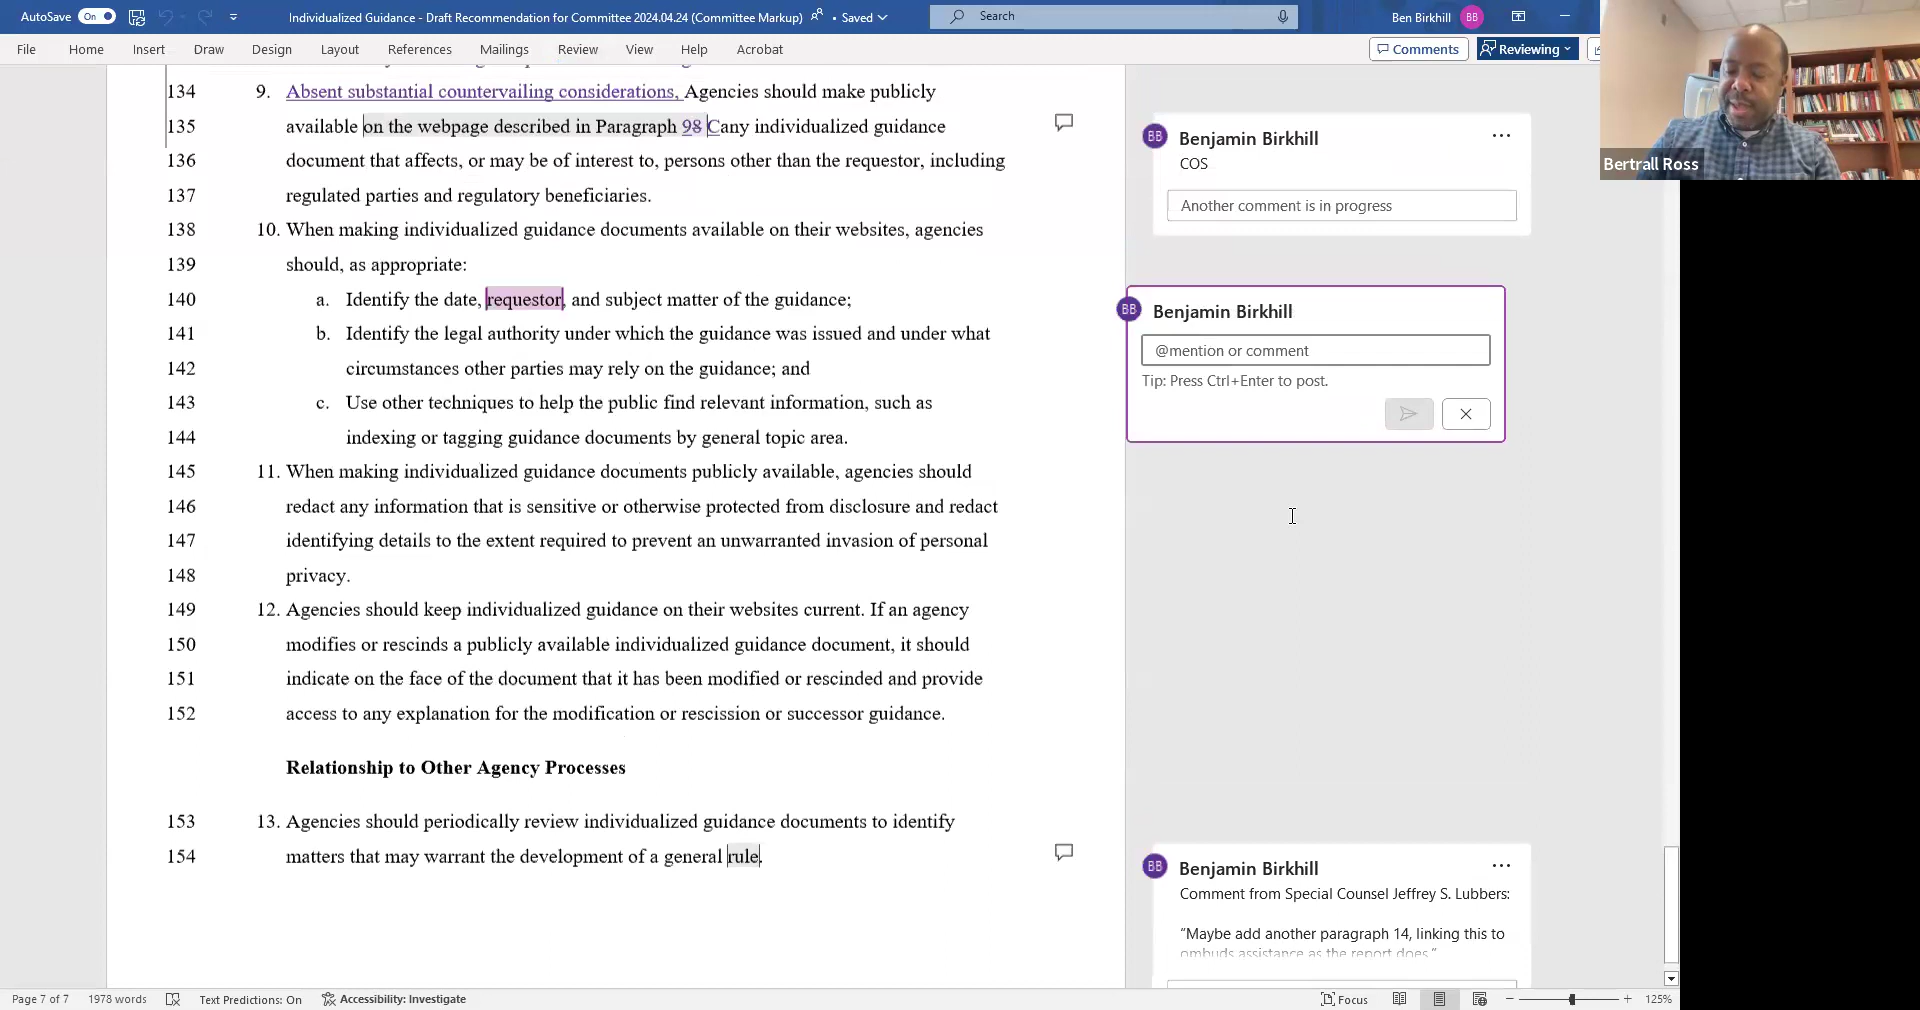 AutoSave On Individualized Guidance - Draft Recommendation for Committee 2024.04.24 (Committee Markup) • Saved Search Ben Birkhill BB
File Home Insert Draw Design Layout References Mailings Review View Help Acrobat Comments Reviewing
134 9. Absent substantial countervailing considerations, Agencies should make publicly
135 available on the webpage described in Paragraph 98 Cany individualized guidance
136 document that affects, or may be of interest to, persons other than the requestor, including
137 regulated parties and regulatory beneficiaries.
138 10. When making individualized guidance documents available on their websites, agencies
139 should, as appropriate:
140 a. Identify the date, requestor, and subject matter of the guidance;
141 b. Identify the legal authority under which the guidance was issued and under what
142 circumstances other parties may rely on the guidance; and
143 c. Use other techniques to help the public find relevant information, such as
144 indexing or tagging guidance documents by general topic area.
145 11. When making individualized guidance documents publicly available, agencies should
146 redact any information that is sensitive or otherwise protected from disclosure and redact
147 identifying details to the extent required to prevent an unwarranted invasion of personal
148 privacy.
149 12. Agencies should keep individualized guidance on their websites current. If an agency
150 modifies or rescinds a publicly available individualized guidance document, it should
151 indicate on the face of the document that it has been modified or rescinded and provide
152 access to any explanation for the modification or rescission or successor guidance.
Relationship to Other Agency Processes
153 13. Agencies should periodically review individualized guidance documents to identify
154 matters that may warrant the development of a general rule.
BB Benjamin Birkhill
COS
Another comment is in progress
BB Benjamin Birkhill
@mention or comment
Tip: Press Ctrl+Enter to post.
BB Benjamin Birkhill
Comment from Special Counsel Jeffrey S. Lubbers:
“Maybe add another paragraph 14, linking this to
ombuds assistance as the report does.”
Bertrall Ross
Page 7 of 7 1978 words Text Predictions: On Accessibility: Investigate Focus 125%